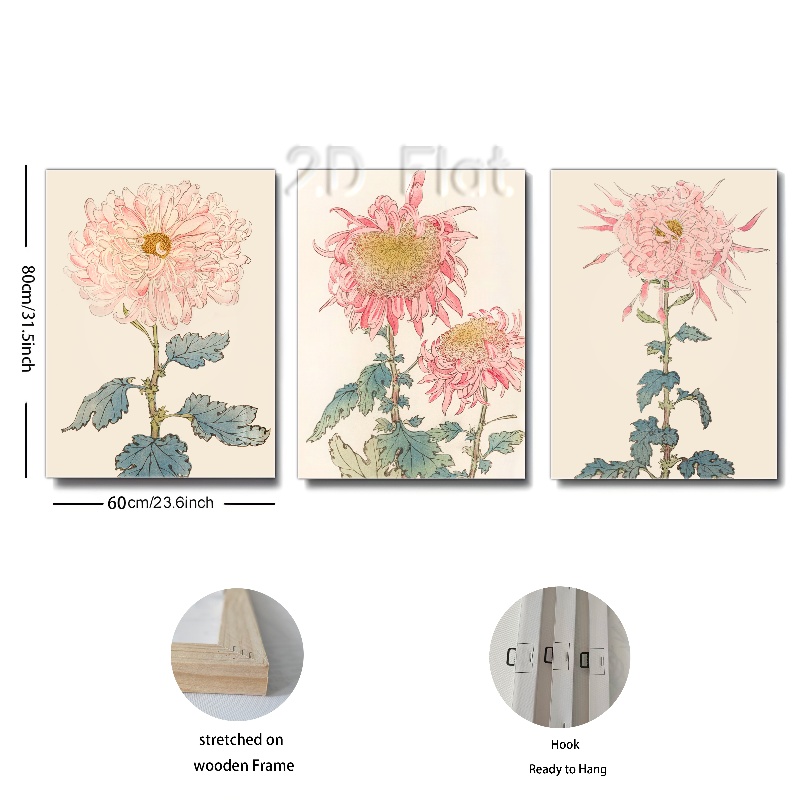 2D Flat
80cm/31.5inch
60cm/23.6inch
stretched on
wooden Frame
Hook
Ready to Hang